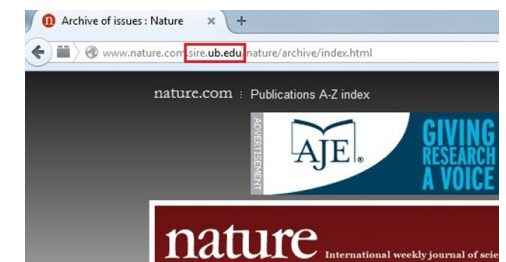 Archive of issues : Nature × +
www.nature.com.sire.ub.edu/nature/archive/index.html
nature.com : Publications A-Z index
ADVERTISEMENT
AJE.
GIVING
RESEARCH
A VOICE
nature International weekly journal of scie